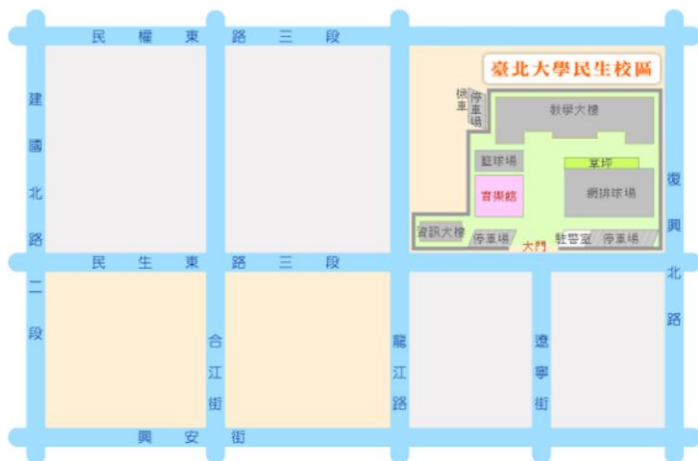 民權東路三段
臺北大學民生校區
建國北路二段
機車
停車場
教學大樓
籃球場
草坪
育樂館
網排球場
復興北路
資訊大樓
停車場
大門
駐警室
停車場
民生東路三段
合江街
龍江路
遼寧街
興安街